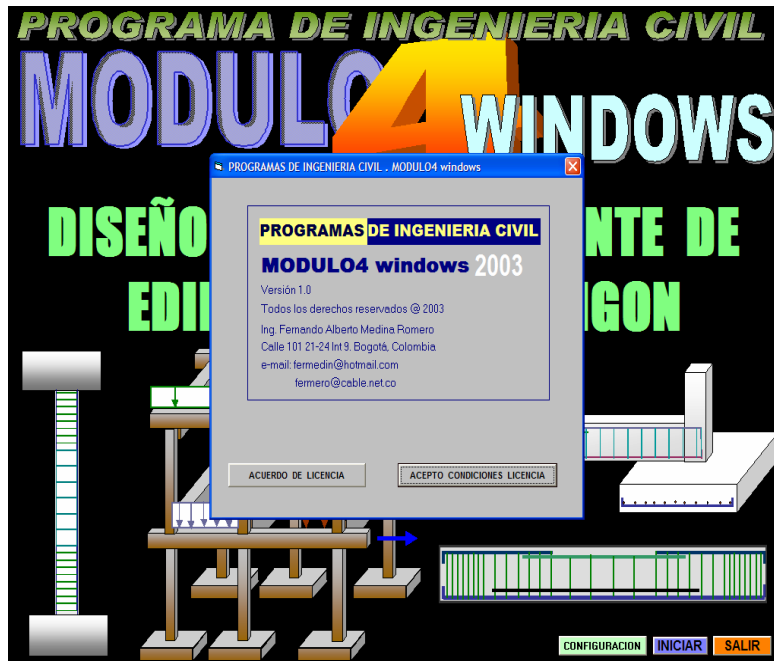 PROGRAMA DE INGENIERIA CIVIL
MODULO 4 WINDOWS
PROGRAMAS DE INGENIERIA CIVIL . MODULO4 windows
DISEÑO NTE DE
PROGRAMAS DE INGENIERIA CIVIL
MODULO4 windows 2003
Versión 1.0
Todos los derechos reservados @ 2003
Ing. Fernando Alberto Medina Romero
Calle 101 21-24 Int 9. Bogotá, Colombia
e-mail: fermedin@hotmail.com
fermero@cable.net.co
ACUERDO DE LICENCIA
ACEPTO CONDICIONES LICENCIA
CONFIGURACION
INICIAR
SALIR